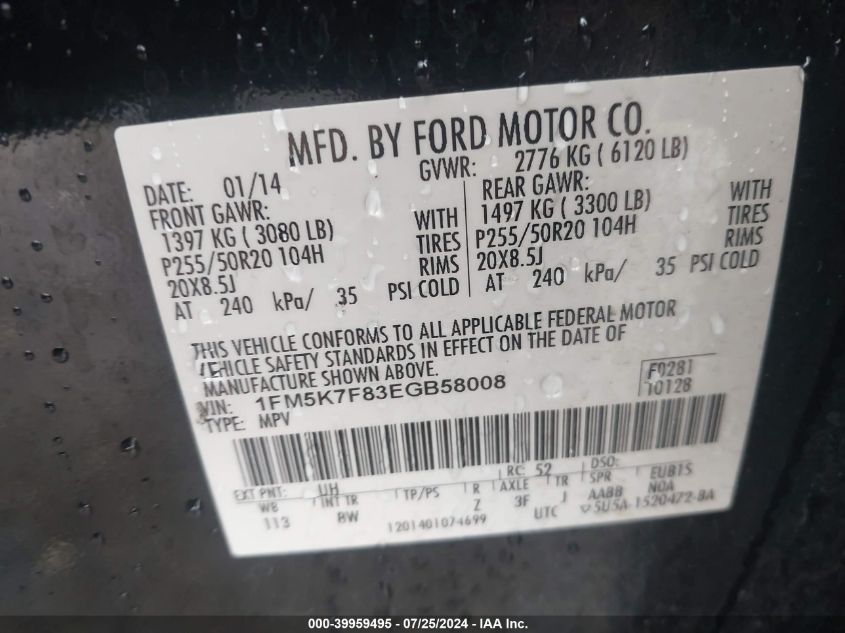 MFD. BY FORD MOTOR CO.
DATE: 01/14 GVWR: 2776 KG ( 6120 LB)
FRONT GAWR: REAR GAWR:
1397 KG ( 3080 LB) WITH 1497 KG ( 3300 LB) WITH
P255/50R20 104H TIRES P255/50R20 104H TIRES
20X8.5J RIMS 20X8.5J RIMS
AT 240 kPa/ 35 PSI COLD AT 240 kPa/ 35 PSI COLD
THIS VEHICLE CONFORMS TO ALL APPLICABLE FEDERAL MOTOR
VEHICLE SAFETY STANDARDS IN EFFECT ON THE DATE OF
MANUFACTURE SHOWN ABOVE.
VIN: 1FM5K7F83EGB58008 F0281
TYPE: MPV 10128
RC: 52 DSO:
EXT PNT: UH AXLE TR SPR EUB1S
WB INT TR TP/PS R 3F J AABB NOA
113 BW Z UTC
1201401074699 5U5A-1520472-BA
000-39959495 - 07/25/2024 - IAA Inc.